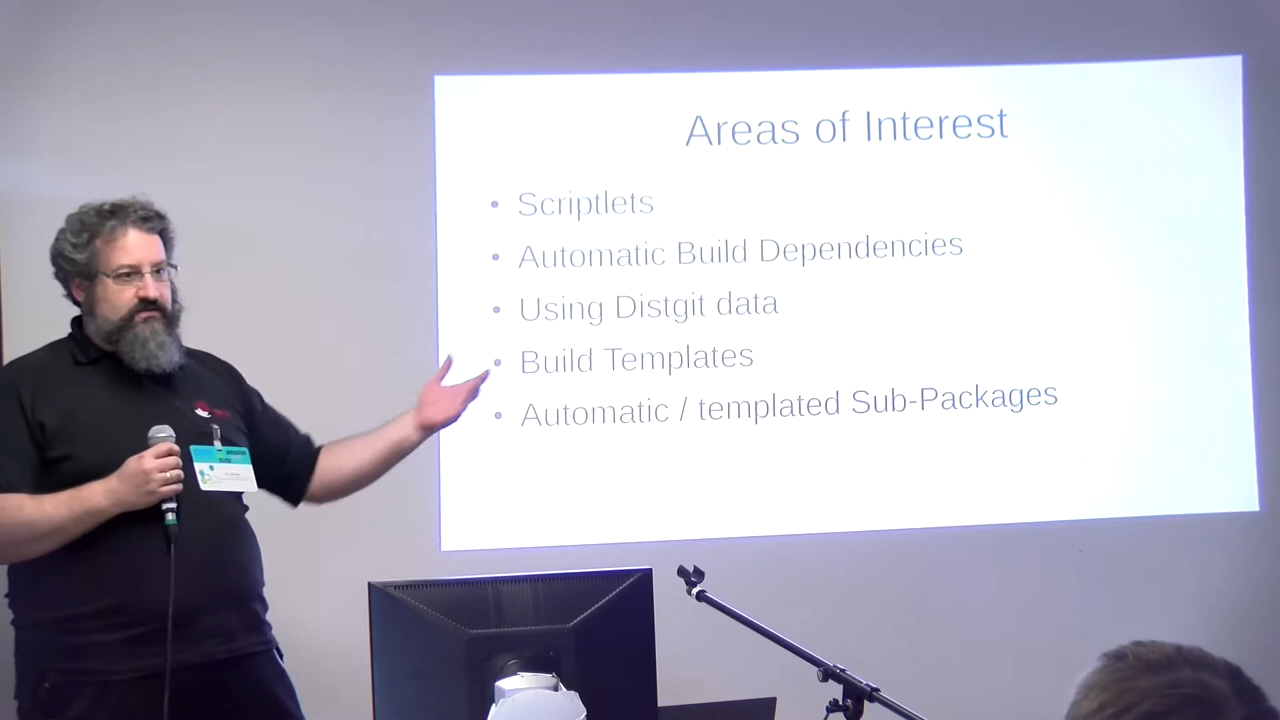 Areas of Interest
• Scriptlets
• Automatic Build Dependencies
• Using Distgit data
• Build Templates
• Automatic / templated Sub-Packages